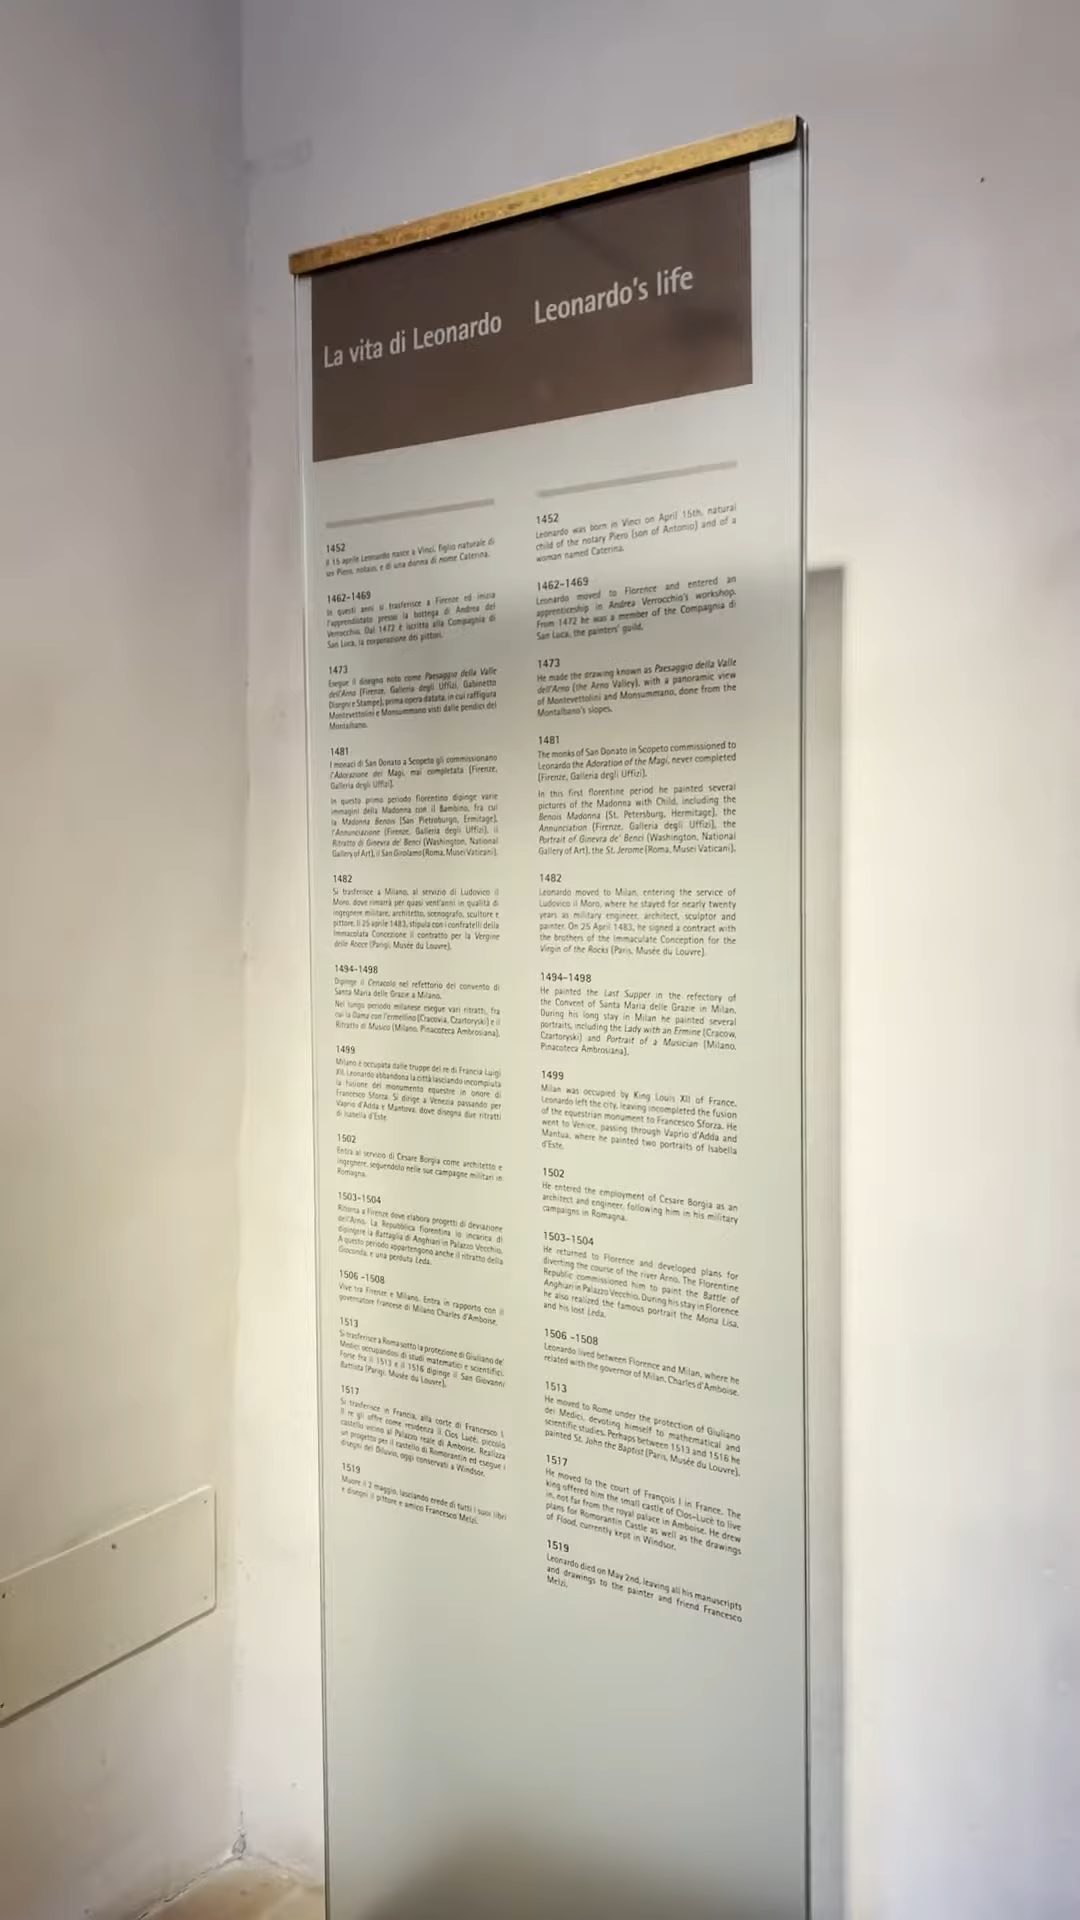 La vita di Leonardo
1452
Il 15 aprile Leonardo nasce a Vinci, figlio naturale di
ser Piero, notaio, e di una donna di nome Caterina.
1462-1469
In questi anni si trasferisce a Firenze ed inizia
l'apprendistato presso la bottega di Andrea del
Verrocchio. Dal 1472 è iscritto alla Compagnia di
San Luca, la corporazione dei pittori.
1473
Esegue il disegno noto come Paesaggio della Valle
dell'Arno (Firenze, Galleria degli Uffizi, Gabinetto
Disegni e Stampe), prima opera datata, in cui raffigura
Montevettolini e Monsummano visti dalle pendici del
Montalbano.
1481
I monaci di San Donato a Scopeto gli commissionano
l'Adorazione dei Magi, mai completata (Firenze,
Galleria degli Uffizi).
In questo primo periodo fiorentino dipinge varie
immagini della Madonna con il Bambino, fra cui
la Madonna Benois (San Pietroburgo, Ermitage),
l'Annunciazione (Firenze, Galleria degli Uffizi), il
Ritratto di Ginevra de' Benci (Washington, National
Gallery of Art), il San Girolamo (Roma, Musei Vaticani).
1482
Si trasferisce a Milano, al servizio di Ludovico il
Moro, dove rimarrà per quasi vent'anni in qualità di
ingegnere militare, architetto, scenografo, scultore e
pittore. Il 25 aprile 1483, stipula con i confratelli della
Immacolata Concezione il contratto per la Vergine
delle Rocce (Parigi, Musée du Louvre).
1494-1498
Dipinge il Cenacolo nel refettorio del convento di
Santa Maria delle Grazie a Milano.
Nel lungo periodo milanese esegue vari ritratti, fra
cui la Dama con l'ermellino (Cracovia, Czartoryski) e il
Ritratto di Musico (Milano, Pinacoteca Ambrosiana).
1499
Milano è occupata dalle truppe del re di Francia Luigi
XII. Leonardo abbandona la città lasciando incompiuta
la fusione del monumento equestre in onore di
Francesco Sforza. Si dirige a Venezia passando per
Vaprio d'Adda e Mantova, dove disegna due ritratti
di Isabella d'Este.
1502
Entra al servizio di Cesare Borgia come architetto e
ingegnere, seguendolo nelle sue campagne militari in
Romagna.
1503-1504
Ritorna a Firenze dove elabora progetti di deviazione
dell'Arno. La Repubblica fiorentina lo incarica di
dipingere la Battaglia di Anghiari in Palazzo Vecchio.
A questo periodo appartengono anche il ritratto della
Gioconda, e una perduta Leda.
1506 -1508
Vive tra Firenze e Milano. Entra in rapporto con il
governatore francese di Milano Charles d'Amboise.
1513
Si trasferisce a Roma sotto la protezione di Giuliano de'
Medici occupandosi di studi matematici e scientifici.
Forse fra il 1513 e il 1516 dipinge il San Giovanni
Battista (Parigi, Musée du Louvre).
1517
Si trasferisce in Francia, alla corte di Francesco I.
Il re gli offre come residenza il Clos Lucè, piccolo
castello vicino al Palazzo reale di Amboise. Realizza
un progetto per il castello di Romorantin ed esegue i
disegni del Diluvio, oggi conservati a Windsor.
1519
Muore il 2 maggio, lasciando erede di tutti i suoi libri
e disegni il pittore e amico Francesco Melzi.
Leonardo's life
1452
Leonardo was born in Vinci on April 15th, natural
child of the notary Piero (son of Antonio) and of a
woman named Caterina.
1462-1469
Leonardo moved to Florence and entered an
apprenticeship in Andrea Verrocchio's workshop.
From 1472 he was a member of the Compagnia di
San Luca, the painters' guild.
1473
He made the drawing known as Paesaggio della Valle
dell'Arno (the Arno Valley), with a panoramic view
of Montevettolini and Monsummano, done from the
Montalbano's slopes.
1481
The monks of San Donato in Scopeto commissioned to
Leonardo the Adoration of the Magi, never completed
(Firenze, Galleria degli Uffizi).
In this first florentine period he painted several
pictures of the Madonna with Child, including the
Benois Madonna (St. Petersburg, Hermitage), the
Annunciation (Firenze, Galleria degli Uffizi), the
Portrait of Ginevra de' Benci (Washington, National
Gallery of Art), the St. Jerome (Roma, Musei Vaticani).
1482
Leonardo moved to Milan, entering the service of
Ludovico il Moro, where he stayed for nearly twenty
years as military engineer, architect, sculptor and
painter. On 25 April 1483, he signed a contract with
the brothers of the Immaculate Conception for the
Virgin of the Rocks (Paris, Musée du Louvre).
1494-1498
He painted the Last Supper in the refectory of
the Convent of Santa Maria delle Grazie in Milan.
During his long stay in Milan he painted several
portraits, including the Lady with an Ermine (Cracow,
Czartoryski) and Portrait of a Musician (Milano,
Pinacoteca Ambrosiana).
1499
Milan was occupied by King Louis XII of France.
Leonardo left the city, leaving incompleted the fusion
of the equestrian monument to Francesco Sforza. He
went to Venice, passing through Vaprio d'Adda and
Mantua, where he painted two portraits of Isabella
d'Este.
1502
He entered the employment of Cesare Borgia as an
architect and engineer, following him in his military
campaigns in Romagna.
1503-1504
He returned to Florence and developed plans for
diverting the course of the river Arno. The Florentine
Republic commissioned him to paint the Battle of
Anghiari in Palazzo Vecchio. During his stay in Florence
he also realized the famous portrait the Mona Lisa,
and his lost Leda.
1506 -1508
Leonardo lived between Florence and Milan, where he
related with the governor of Milan, Charles d'Amboise.
1513
He moved to Rome under the protection of Giuliano
dei Medici, devoting himself to mathematical and
scientific studies. Perhaps between 1513 and 1516 he
painted St. John the Baptist (Paris, Musée du Louvre).
1517
He moved to the court of François I in France. The
king offered him the small castle of Clos-Lucè to live
in, not far from the royal palace in Amboise. He drew
plans for Romorantin Castle as well as the drawings
of Flood, currently kept in Windsor.
1519
Leonardo died on May 2nd, leaving all his manuscripts
and drawings to the painter and friend Francesco
Melzi.